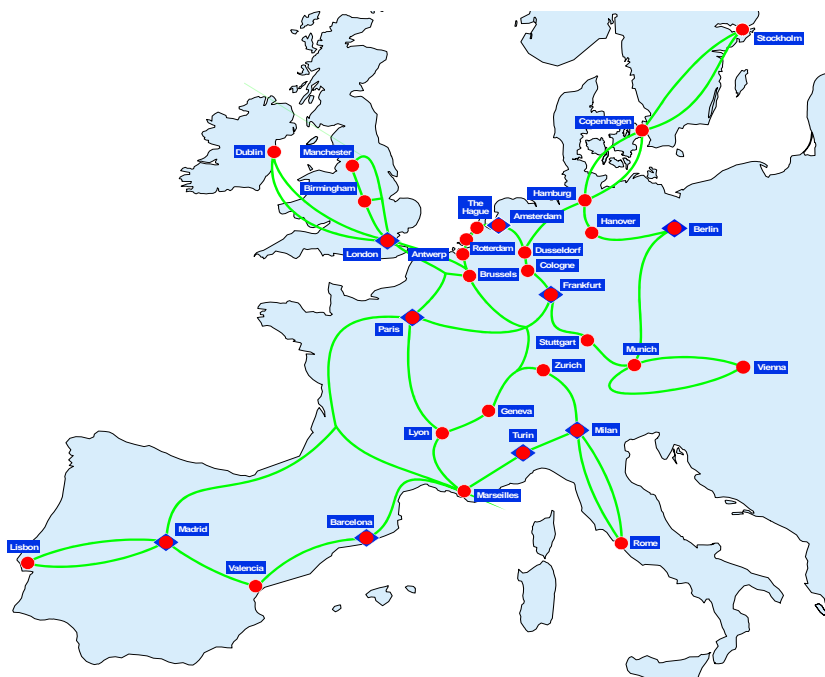 Stockholm
Copenhagen
Dublin
Manchester
Birmingham
Hamburg
The
Hague
Amsterdam
Hanover
Berlin
London
Antwerp
Rotterdam
Dusseldorf
Cologne
Brussels
Frankfurt
Paris
Stuttgart
Munich
Zurich
Vienna
Geneva
Lyon
Turin
Milan
Marseilles
Barcelona
Madrid
Lisbon
Valencia
Rome